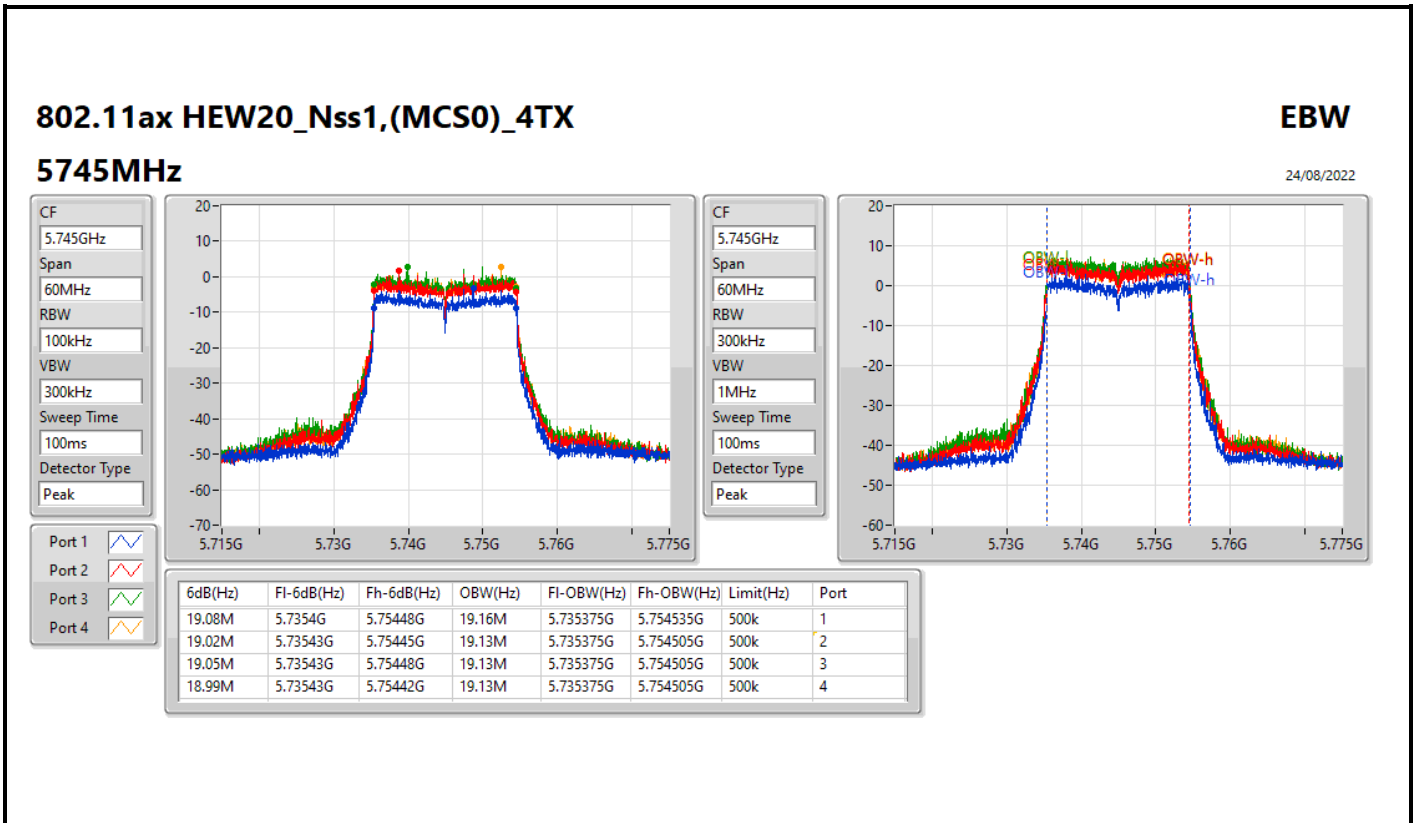 802.11ax HEW20_Nss1,(MCS0)_4TX
EBW
5745MHz
24/08/2022
CF
5.745GHz
Span
60MHz
RBW
100kHz
VBW
300kHz
Sweep Time
100ms
Detector Type
Peak
20
10
0
-10
-20
-30
-40
-50
-60
-70
5.715G 5.73G 5.74G 5.75G 5.76G 5.775G
CF
5.745GHz
Span
60MHz
RBW
300kHz
VBW
1MHz
Sweep Time
100ms
Detector Type
Peak
20
10
0
-10
-20
-30
-40
-50
-60
OBW-h
5.715G 5.73G 5.74G 5.75G 5.76G 5.775G
Port 1
Port 2
Port 3
Port 4
6dB(Hz) Fl-6dB(Hz) Fh-6dB(Hz) OBW(Hz) Fl-OBW(Hz) Fh-OBW(Hz) Limit(Hz) Port
19.08M 5.7354G 5.75448G 19.16M 5.735375G 5.754535G 500k 1
19.02M 5.73543G 5.75445G 19.13M 5.735375G 5.754505G 500k 2
19.05M 5.73543G 5.75448G 19.13M 5.735375G 5.754505G 500k 3
18.99M 5.73543G 5.75442G 19.13M 5.735375G 5.754505G 500k 4